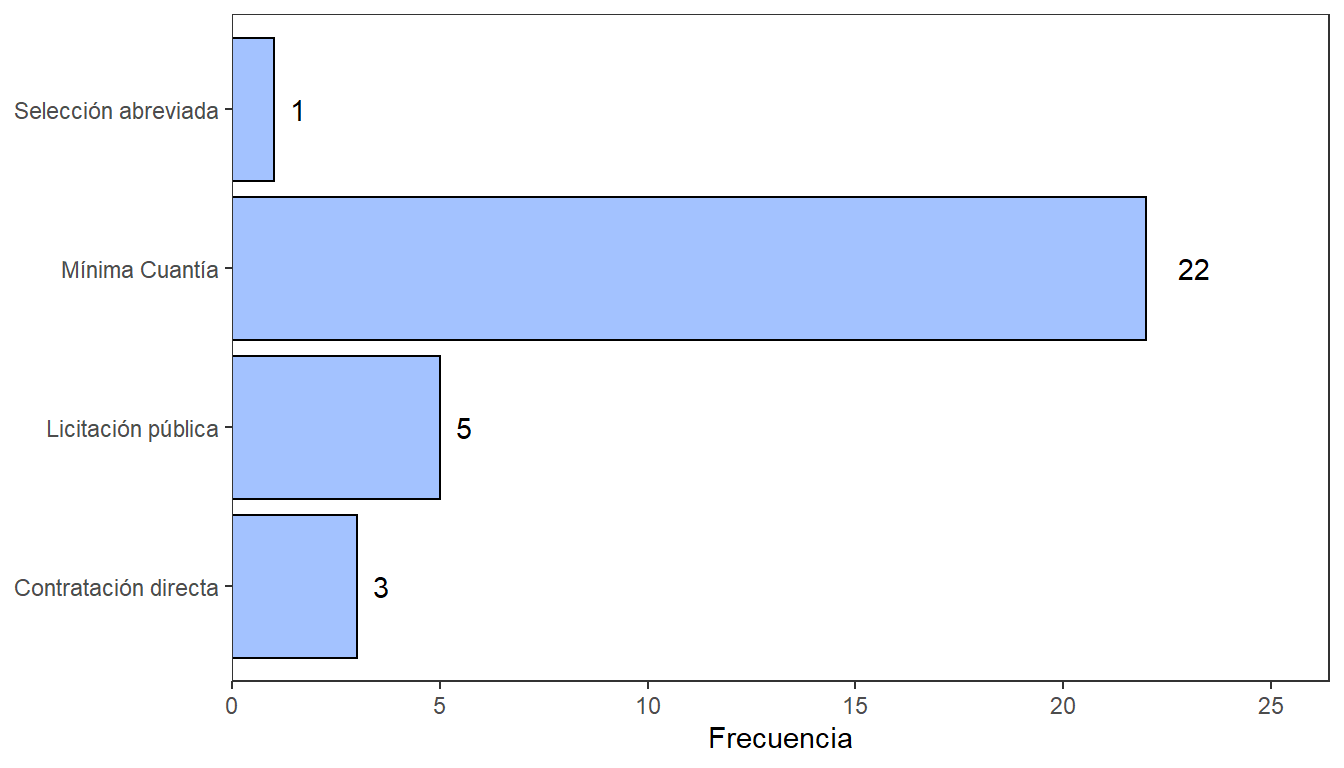 Selección abreviada
1
Mínima Cuantía
22
Licitación pública
5
Contratación directa
3
0 5 10 15 20 25
Frecuencia